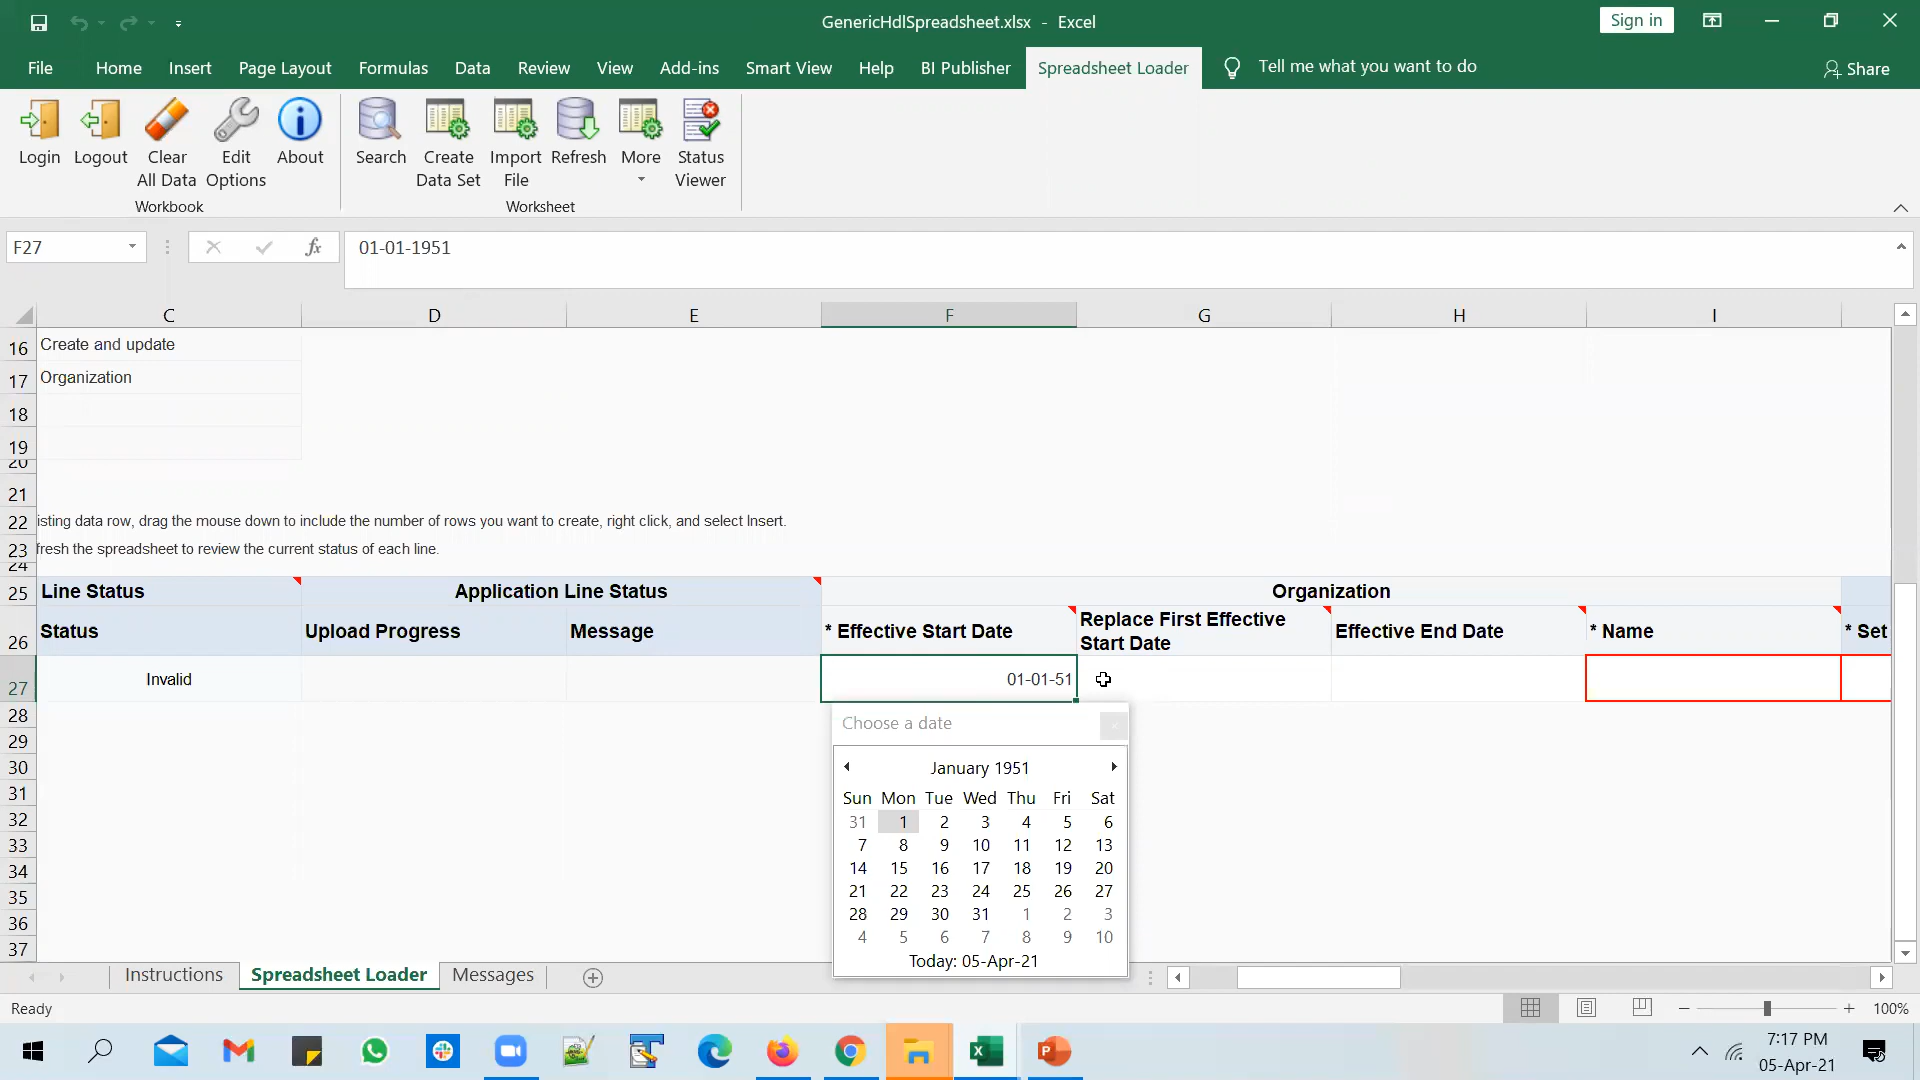 GenericHdlSpreadsheet.xlsx - Excel
Sign in
File Home Insert Page Layout Formulas Data Review View Add-ins Smart View Help BI Publisher Spreadsheet Loader Tell me what you want to do Share
Login Logout Clear All Data Edit Options About Search Create Data Set Import File Refresh More Status Viewer
Workbook Worksheet
F27 fx 01-01-1951
C D E F G H I
16 Create and update
17 Organization
18
19
20
21
22 isting data row, drag the mouse down to include the number of rows you want to create, right click, and select Insert.
23 fresh the spreadsheet to review the current status of each line.
24
25 Line Status Application Line Status Organization
26 Status Upload Progress Message * Effective Start Date Replace First Effective Start Date Effective End Date * Name * Set
27 Invalid 01-01-51
28
29
30
31
32
33
34
35
36
37
Choose a date
January 1951
Sun Mon Tue Wed Thu Fri Sat
31 1 2 3 4 5 6
7 8 9 10 11 12 13
14 15 16 17 18 19 20
21 22 23 24 25 26 27
28 29 30 31 1 2 3
4 5 6 7 8 9 10
Today: 05-Apr-21
Instructions Spreadsheet Loader Messages
Ready 100%
7:17 PM
05-Apr-21